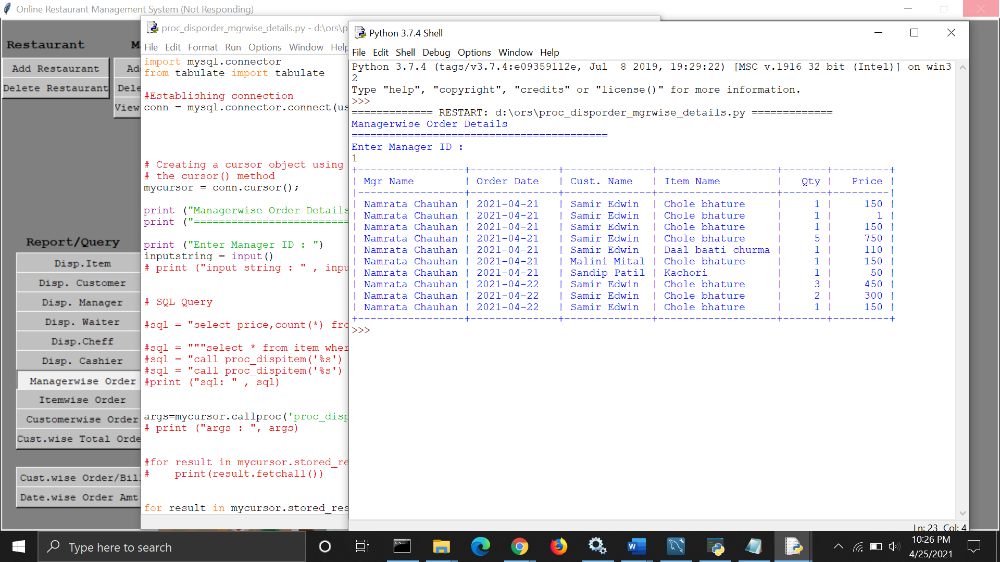 Online Restaurant Management System (Not Responding)
Restaurant
Add Restaurant
Delete Restaurant
M
Ad
Dele
View
Report/Query
Disp.Item
Disp. Customer
Disp. Manager
Disp. Waiter
Disp.Cheff
Disp. Cashier
Managerwise Order
Itemwise Order
Customerwise Order
Cust.wise Total Orde
Cust.wise Order/Bil
Date.wise Order Amt
proc_disporder_mgrwise_details.py - d:\ors\p
File Edit Format Run Options Window Help
import mysql.connector
from tabulate import tabulate
#Establishing connection
conn = mysql.connector.connect(us
# Creating a cursor object using
# the cursor() method
mycursor = conn.cursor();
print ("Managerwise Order Details
print ("=========================
print ("Enter Manager ID : ")
inputstring = input()
# print ("input string : " , inpu
# SQL Query
#sql = "select price,count(*) fro
#sql = """select * from item wher
#sql = "call proc_dispitem('%s')
#sql = "call proc_dispitem('%s')
#print ("sql: " , sql)
args=mycursor.callproc('proc_disp
# print ("args : ", args)
#for result in mycursor.stored_re
#    print(result.fetchall())
for result in mycursor.stored_res
Python 3.7.4 Shell
File Edit Shell Debug Options Window Help
Python 3.7.4 (tags/v3.7.4:e09359112e, Jul  8 2019, 19:29:22) [MSC v.1916 32 bit (Intel)] on win3
2
Type "help", "copyright", "credits" or "license()" for more information.
>>>
============= RESTART: d:\ors\proc_disporder_mgrwise_details.py =============
Managerwise Order Details
=========================================
Enter Manager ID :
1
+-----------------+--------------+--------------+-------------------+-------+---------+
| Mgr Name        | Order Date   | Cust. Name   | Item Name         |   Qty |   Price |
|-----------------+--------------+--------------+-------------------+-------+---------|
| Namrata Chauhan | 2021-04-21   | Samir Edwin  | Chole bhature     |     1 |     150 |
| Namrata Chauhan | 2021-04-21   | Samir Edwin  | Chole bhature     |     1 |       1 |
| Namrata Chauhan | 2021-04-21   | Samir Edwin  | Chole bhature     |     1 |     150 |
| Namrata Chauhan | 2021-04-21   | Samir Edwin  | Chole bhature     |     5 |     750 |
| Namrata Chauhan | 2021-04-21   | Samir Edwin  | Daal baati churma |     1 |     110 |
| Namrata Chauhan | 2021-04-21   | Malini Mital | Chole bhature     |     1 |     150 |
| Namrata Chauhan | 2021-04-21   | Sandip Patil | Kachori           |     1 |      50 |
| Namrata Chauhan | 2021-04-22   | Samir Edwin  | Chole bhature     |     3 |     450 |
| Namrata Chauhan | 2021-04-22   | Samir Edwin  | Chole bhature     |     2 |     300 |
| Namrata Chauhan | 2021-04-22   | Samir Edwin  | Chole bhature     |     1 |     150 |
+-----------------+--------------+--------------+-------------------+-------+---------+
>>>
Ln: 23 Col: 4
Type here to search
10:26 PM
4/25/2021